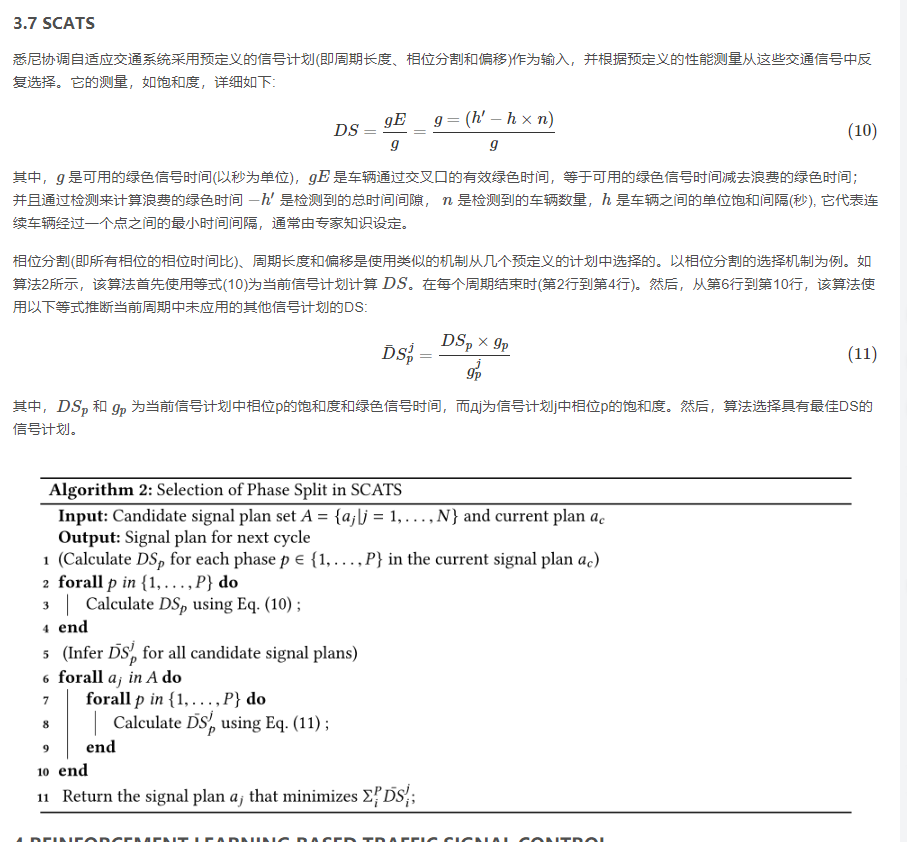 3.7 SCATS
悉尼协调自适应交通系统采用预定义的信号计划(即周期长度、相位分割和偏移)作为输入，并根据预定义的性能测量从这些交通信号中反
复选择。它的测量，如饱和度，详细如下:
DS = gE / g = g = (h′ − h × n) / g (10)
其中，g 是可用的绿色信号时间(以秒为单位)，gE 是车辆通过交叉口的有效绿色时间，等于可用的绿色信号时间减去浪费的绿色时间；
并且通过检测来计算浪费的绿色时间 −h′ 是检测到的总时间间隙， n 是检测到的车辆数量，h 是车辆之间的单位饱和间隔(秒), 它代表连
续车辆经过一个点之间的最小时间间隔，通常由专家知识设定。
相位分割(即所有相位的相位时间比)、周期长度和偏移是使用类似的机制从几个预定义的计划中选择的。以相位分割的选择机制为例。如
算法2所示，该算法首先使用等式(10)为当前信号计划计算 DS。在每个周期结束时(第2行到第4行)。然后，从第6行到第10行，该算法使
用以下等式推断当前周期中未应用的其他信号计划的DS:
D̄S_p^j = DS_p × g_p / g_p^j (11)
其中，DS_p 和 g_p 为当前信号计划中相位p的饱和度和绿色信号时间，而дj为信号计划j中相位p的饱和度。然后，算法选择具有最佳DS的
信号计划。
Algorithm 2: Selection of Phase Split in SCATS
Input: Candidate signal plan set A = {a_j|j = 1, . . . , N} and current plan a_c
Output: Signal plan for next cycle
1 (Calculate DS_p for each phase p ∈ {1, . . . , P} in the current signal plan a_c)
2 forall p in {1, . . . , P} do
3 Calculate DS_p using Eq. (10) ;
4 end
5 (Infer D̄S_p^j for all candidate signal plans)
6 forall a_j in A do
7 forall p in {1, . . . , P} do
8 Calculate D̄S_p^j using Eq. (11) ;
9 end
10 end
11 Return the signal plan a_j that minimizes Σ_i^P D̄S_i^j;
4 REINFORCEMENT LEARNING BASED TRAFFIC SIGNAL CONTROL